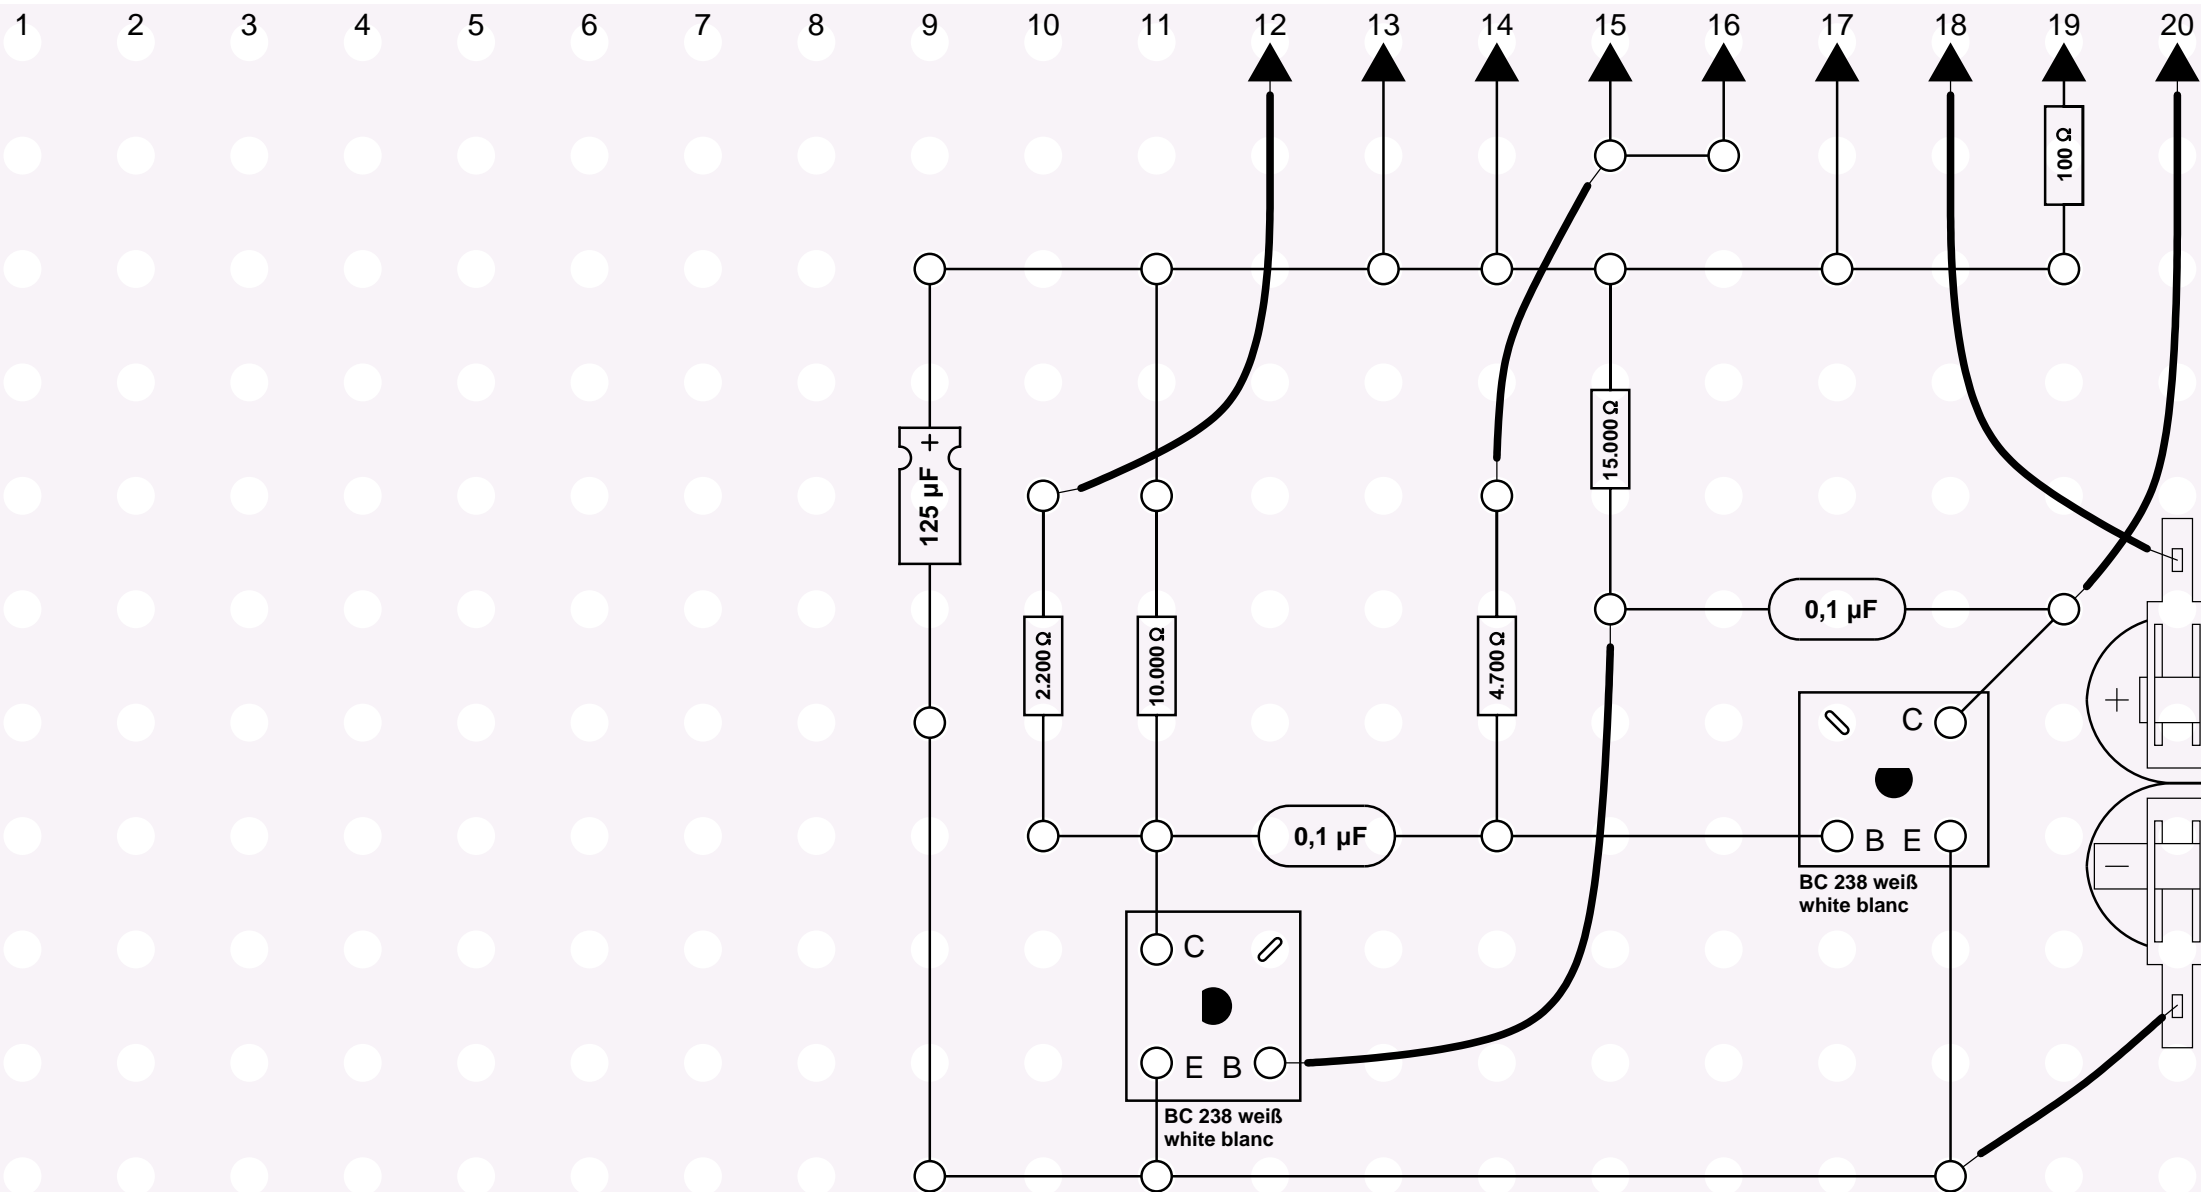 1 2 3 4 5 6 7 8 9 10 11 12 13 14 15 16 17 18 19 20
100 Ω
15.000 Ω
+
125 µF
0,1 µF
2.200 Ω
10.000 Ω
4.700 Ω
+
C
0,1 µF
B E
−
BC 238 weiß
white blanc
C
E B
BC 238 weiß
white blanc